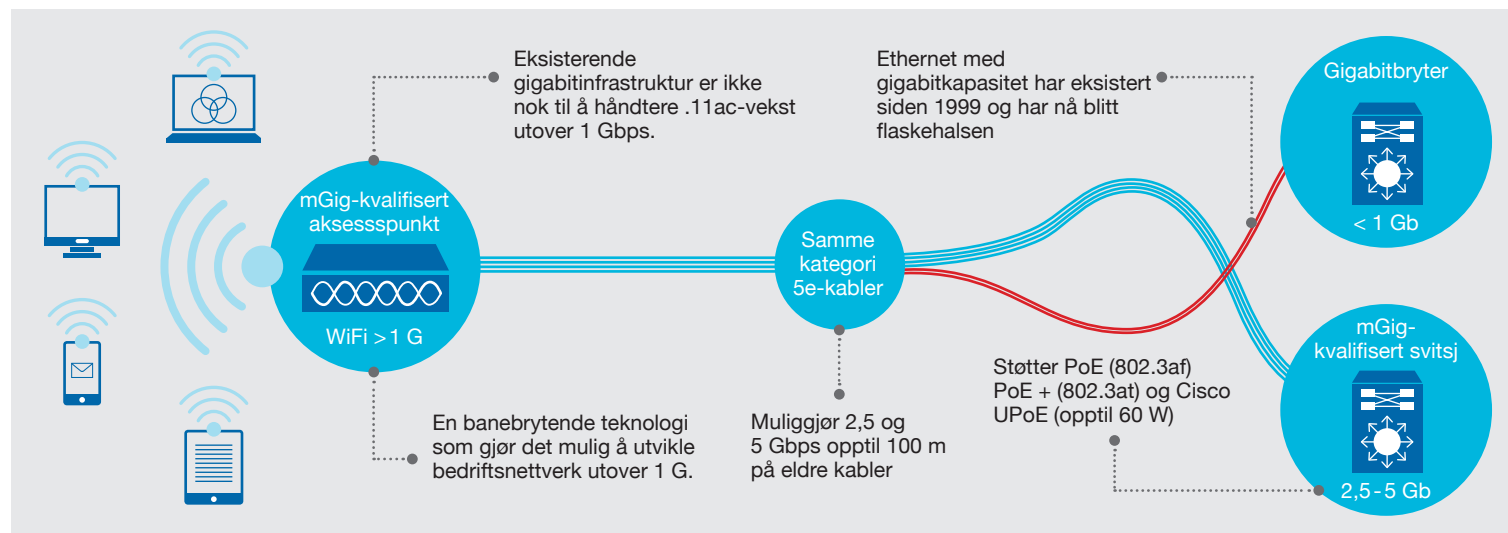 Eksisterende
gigabitinfrastruktur er ikke
nok til å håndtere .11ac-vekst
utover 1 Gbps.
Ethernet med
gigabitkapasitet har eksistert
siden 1999 og har nå blitt
flaskehalsen
Gigabitbryter
< 1 Gb
mGig-kvalifisert
aksessspunkt
WiFi > 1 G
Samme
kategori
5e-kabler
mGig-
kvalifisert svitsj
2,5 - 5 Gb
En banebrytende teknologi
som gjør det mulig å utvikle
bedriftsnettverk utover 1 G.
Muliggjør 2,5 og
5 Gbps opptil 100 m
på eldre kabler
Støtter PoE (802.3af)
PoE + (802.3at) og Cisco
UPoE (opptil 60 W)